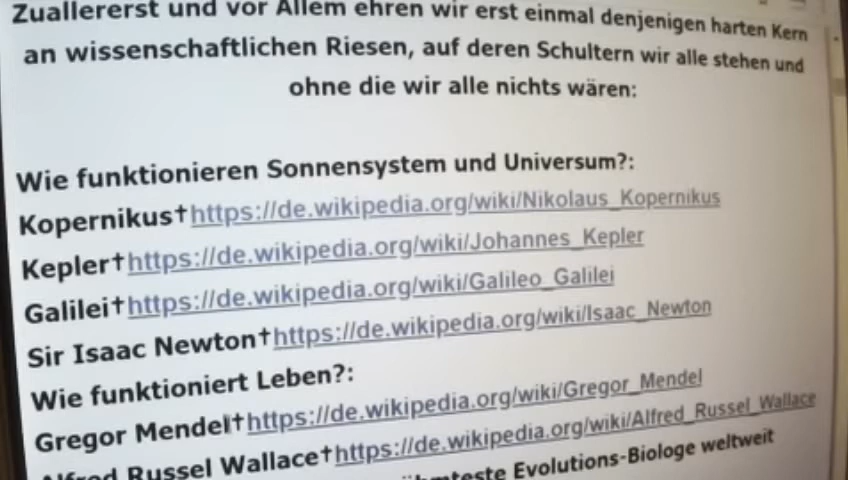 Zuallererst und vor Allem ehren wir erst einmal denjenigen harten Kern
an wissenschaftlichen Riesen, auf deren Schultern wir alle stehen und
ohne die wir alle nichts wären:
Wie funktionieren Sonnensystem und Universum?:
Kopernikus†https://de.wikipedia.org/wiki/Nikolaus_Kopernikus
Kepler†https://de.wikipedia.org/wiki/Johannes_Kepler
Galilei†https://de.wikipedia.org/wiki/Galileo_Galilei
Sir Isaac Newton†https://de.wikipedia.org/wiki/Isaac_Newton
Wie funktioniert Leben?:
Gregor Mendel†https://de.wikipedia.org/wiki/Gregor_Mendel
Alfred Russel Wallace†https://de.wikipedia.org/wiki/Alfred_Russel_Wallace
Evolutions-Biologe weltweit